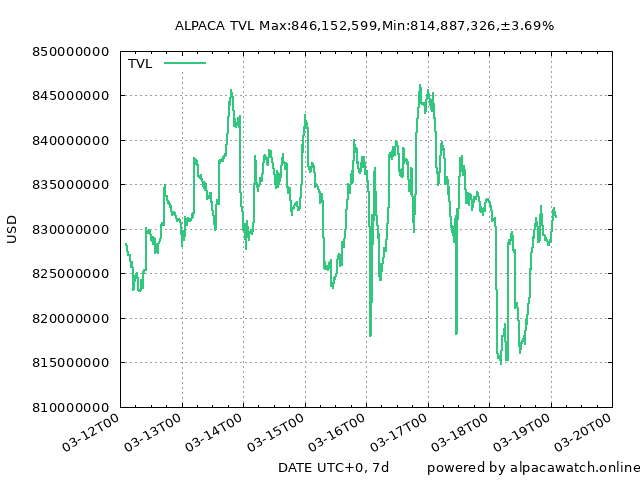 ALPACA TVL Max:846,152,599,Min:814,887,326,±3.69%
850000000
TVL
845000000
840000000
835000000
830000000
825000000
820000000
815000000
810000000
USD
03-12T00
03-13T00
03-14T00
03-15T00
03-16T00
03-17T00
03-18T00
03-19T00
03-20T00
DATE UTC+0, 7d
powered by alpacawatch.online